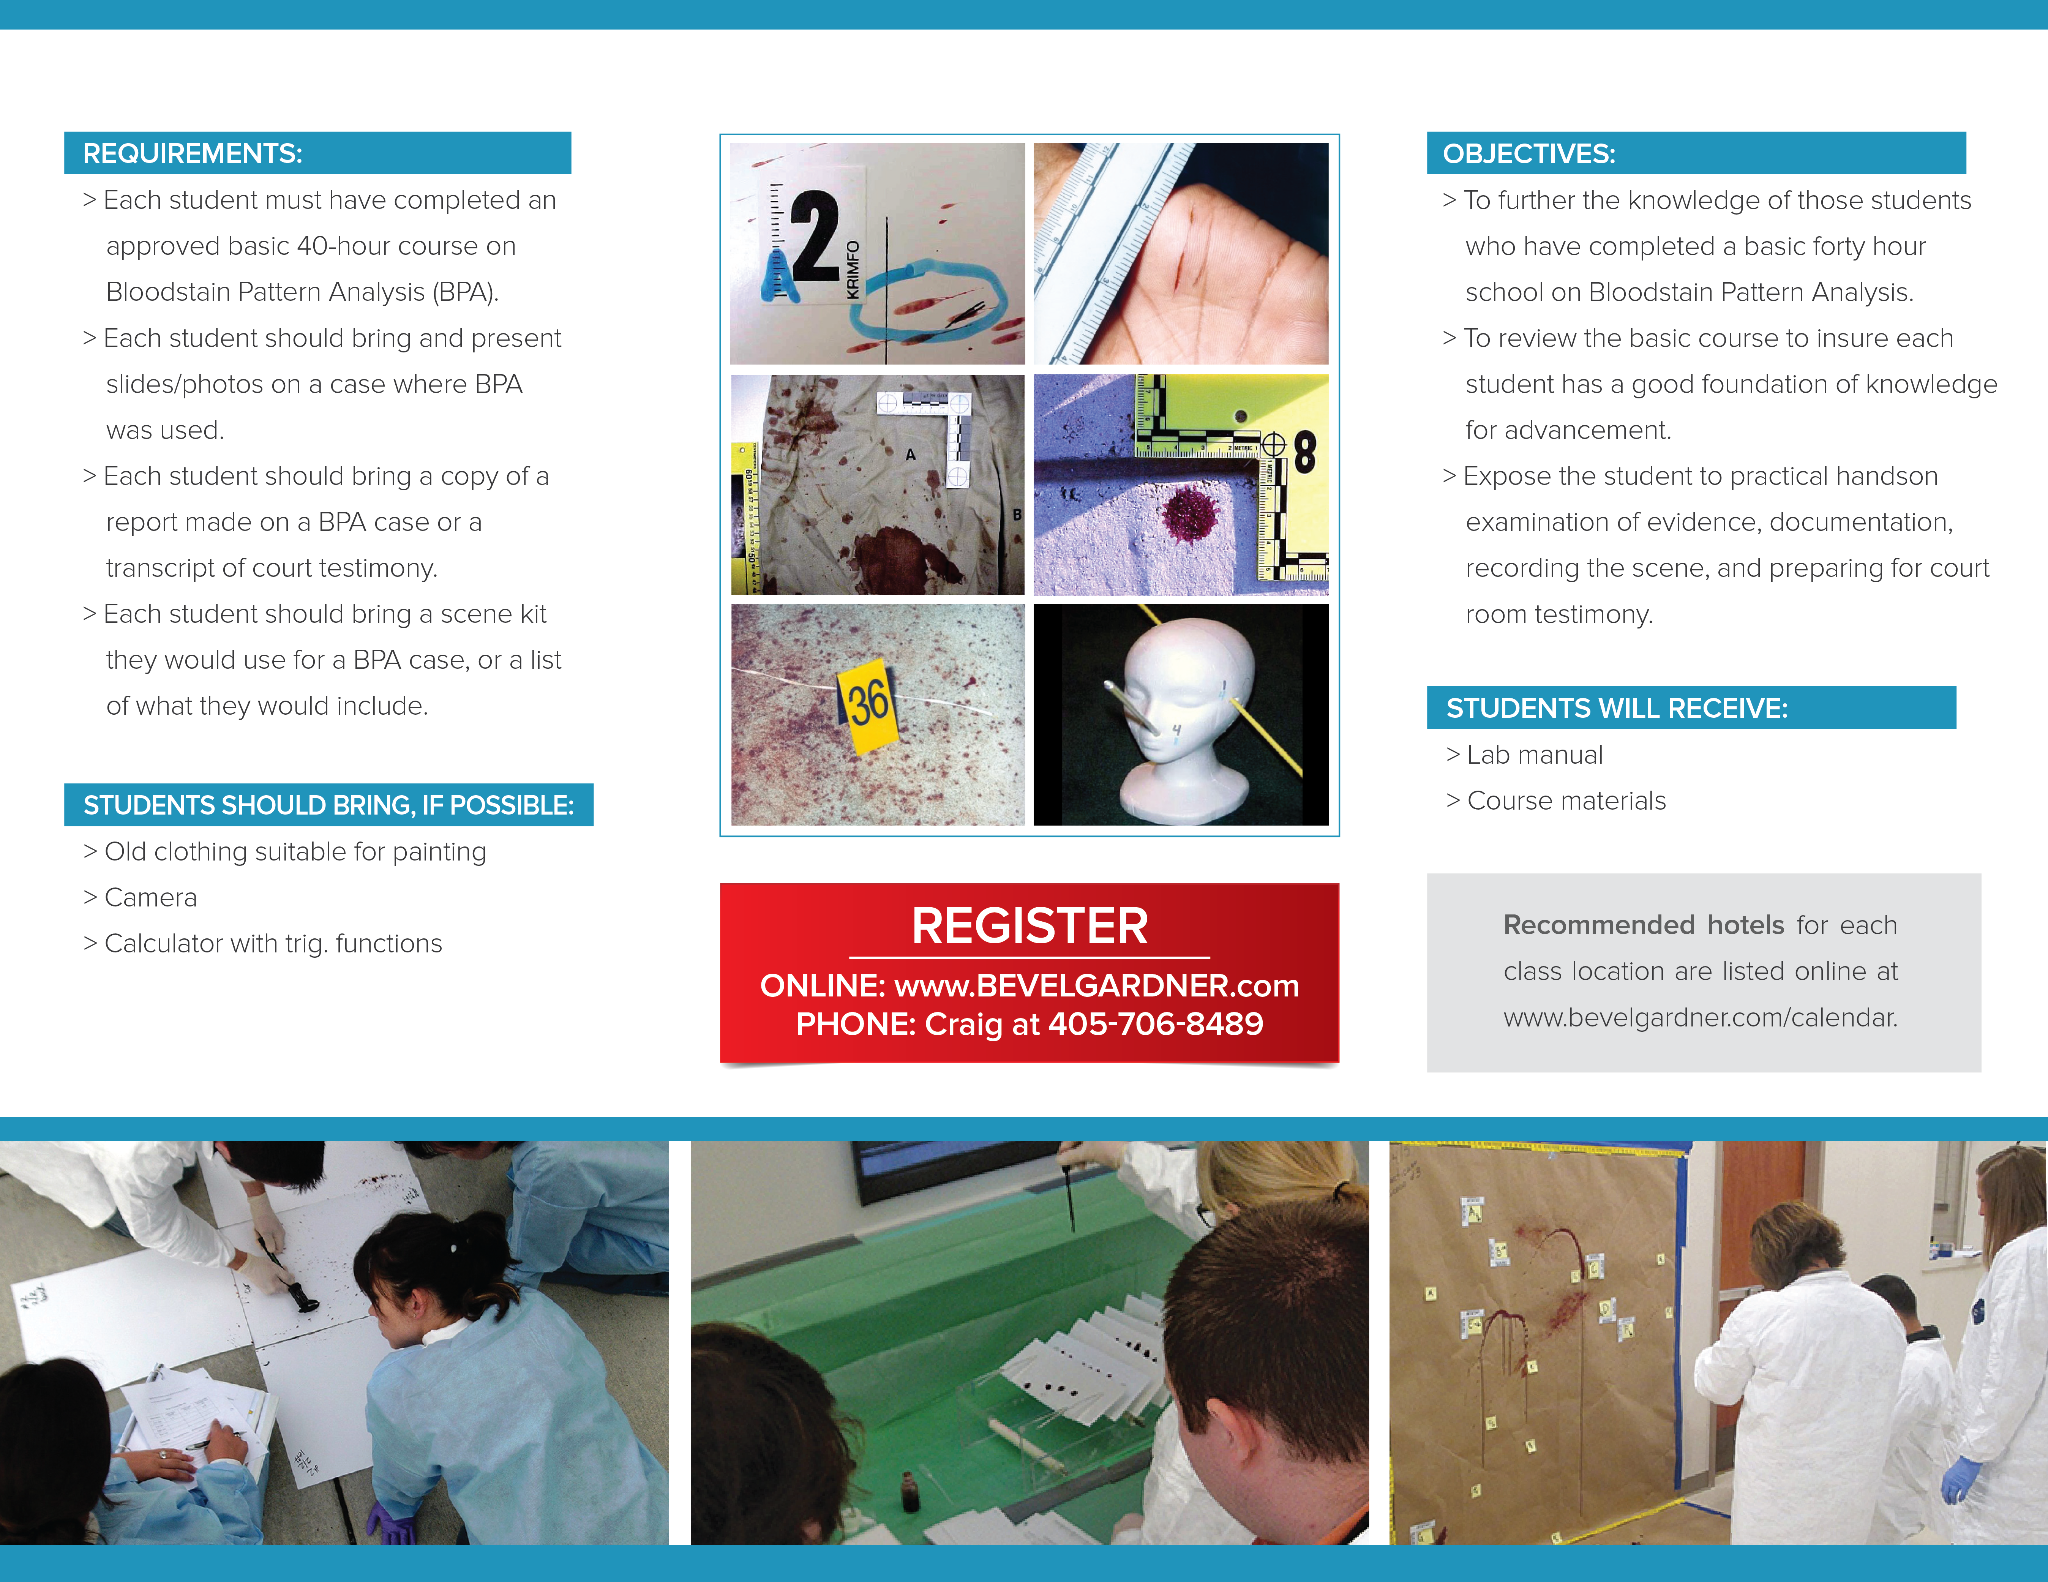 REQUIREMENTS:
> Each student must have completed an
approved basic 40-hour course on
Bloodstain Pattern Analysis (BPA).
> Each student should bring and present
slides/photos on a case where BPA
was used.
> Each student should bring a copy of a
report made on a BPA case or a
transcript of court testimony.
> Each student should bring a scene kit
they would use for a BPA case, or a list
of what they would include.
STUDENTS SHOULD BRING, IF POSSIBLE:
> Old clothing suitable for painting
> Camera
> Calculator with trig. functions
2
KRIMFO
A
A
B
8
36
4
REGISTER
ONLINE: www.BEVELGARDNER.com
PHONE: Craig at 405-706-8489
OBJECTIVES:
> To further the knowledge of those students
who have completed a basic forty hour
school on Bloodstain Pattern Analysis.
> To review the basic course to insure each
student has a good foundation of knowledge
for advancement.
> Expose the student to practical handson
examination of evidence, documentation,
recording the scene, and preparing for court
room testimony.
STUDENTS WILL RECEIVE:
> Lab manual
> Course materials
Recommended hotels for each
class location are listed online at
www.bevelgardner.com/calendar.